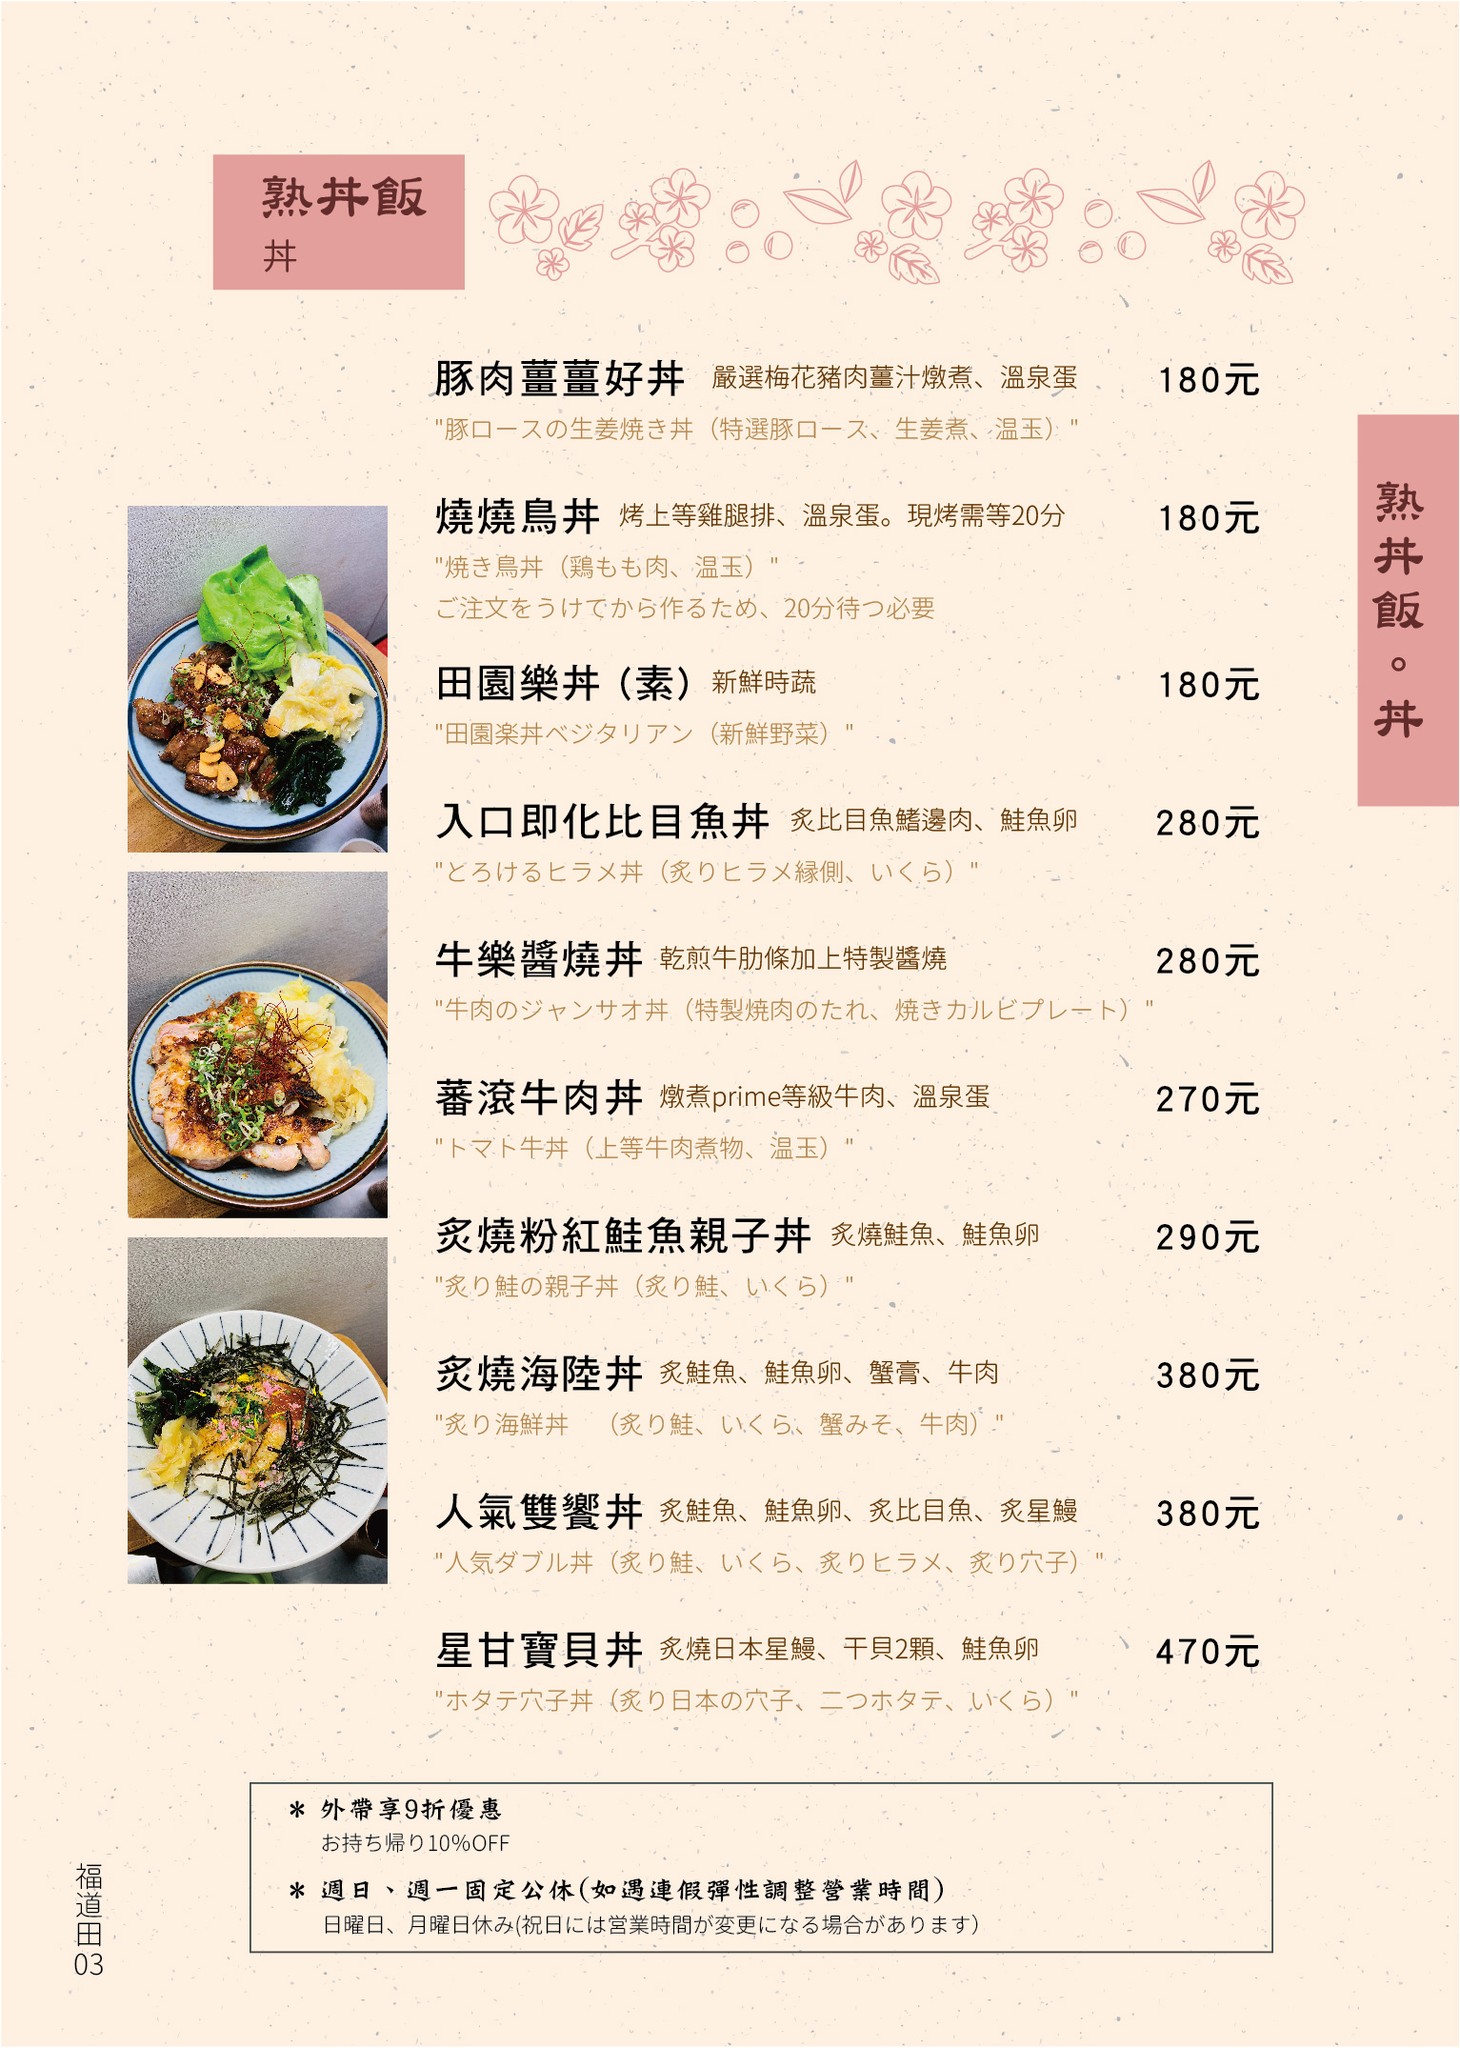 熟丼飯
丼
豚肉薑薑好丼 嚴選梅花豬肉薑汁燉煮、溫泉蛋 180元
"豚ロースの生姜焼き丼（特選豚ロース、生姜煮、温玉）"
燒燒鳥丼 烤上等雞腿排、溫泉蛋。現烤需等20分 180元
"焼き鳥丼（鶏もも肉、温玉）"
ご注文をうけてから作るため、20分待つ必要
田園樂丼（素） 新鮮時蔬 180元
"田園楽丼ベジタリアン（新鮮野菜）"
入口即化比目魚丼 炙比目魚鰭邊肉、鮭魚卵 280元
"とろけるヒラメ丼（炙りヒラメ縁側、いくら）"
牛樂醬燒丼 乾煎牛肋條加上特製醬燒 280元
"牛肉のジャンサオ丼（特製焼肉のたれ、焼きカルビプレート）"
蕃滾牛肉丼 燉煮prime等級牛肉、溫泉蛋 270元
"トマト牛丼（上等牛肉煮物、温玉）"
炙燒粉紅鮭魚親子丼 炙燒鮭魚、鮭魚卵 290元
"炙り鮭の親子丼（炙り鮭、いくら）"
炙燒海陸丼 炙鮭魚、鮭魚卵、蟹膏、牛肉 380元
"炙り海鮮丼　（炙り鮭、いくら、蟹みそ、牛肉）"
人氣雙饗丼 炙鮭魚、鮭魚卵、炙比目魚、炙星鰻 380元
"人気ダブル丼（炙り鮭、いくら、炙りヒラメ、炙り穴子）"
星甘寶貝丼 炙燒日本星鰻、干貝2顆、鮭魚卵 470元
"ホタテ穴子丼（炙り日本の穴子、二つホタテ、いくら）"
熟丼飯。丼
＊ 外帶享9折優惠
お持ち帰り10%OFF
＊ 週日、週一固定公休(如遇連假彈性調整營業時間)
日曜日、月曜日休み(祝日には営業時間が変更になる場合があります)
福道田03